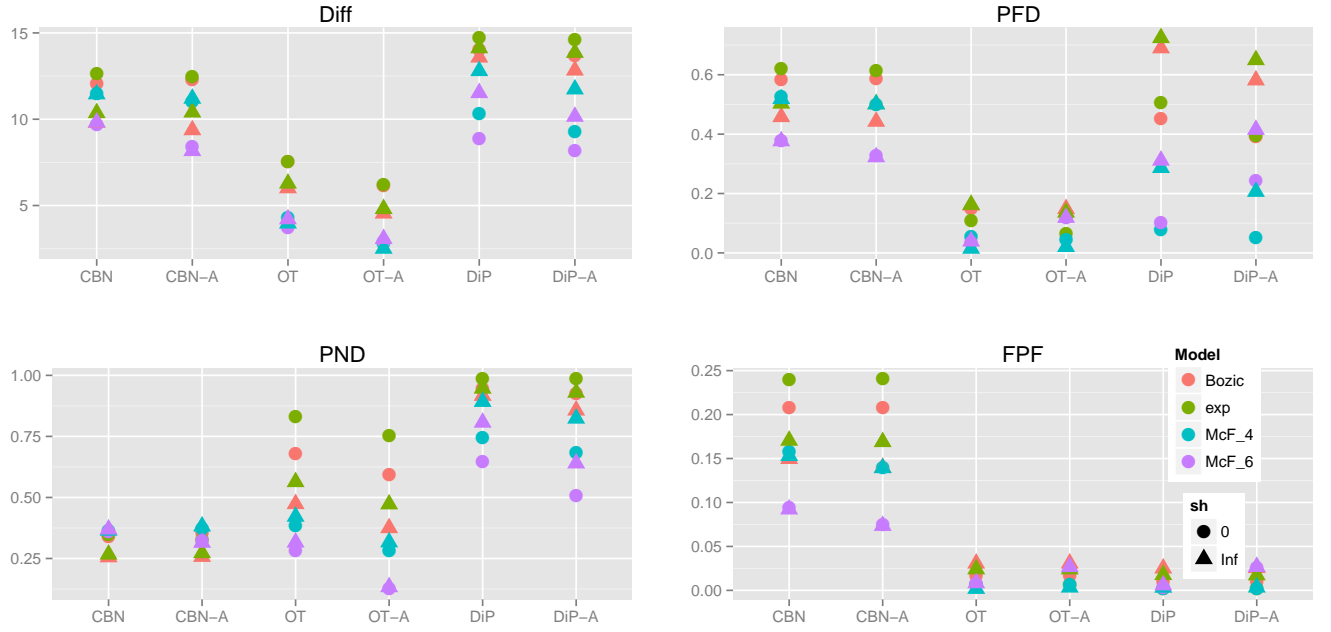 Diff
15
10
5
CBN
CBN−A
OT
OT−A
DiP
DiP−A
PFD
0.6
0.4
0.2
0.0
CBN
CBN−A
OT
OT−A
DiP
DiP−A
PND
1.00
0.75
0.50
0.25
CBN
CBN−A
OT
OT−A
DiP
DiP−A
FPF
0.25
0.20
0.15
0.10
0.05
0.00
CBN
CBN−A
OT
OT−A
DiP
DiP−A
Model
Bozic
exp
McF_4
McF_6
sh
0
Inf